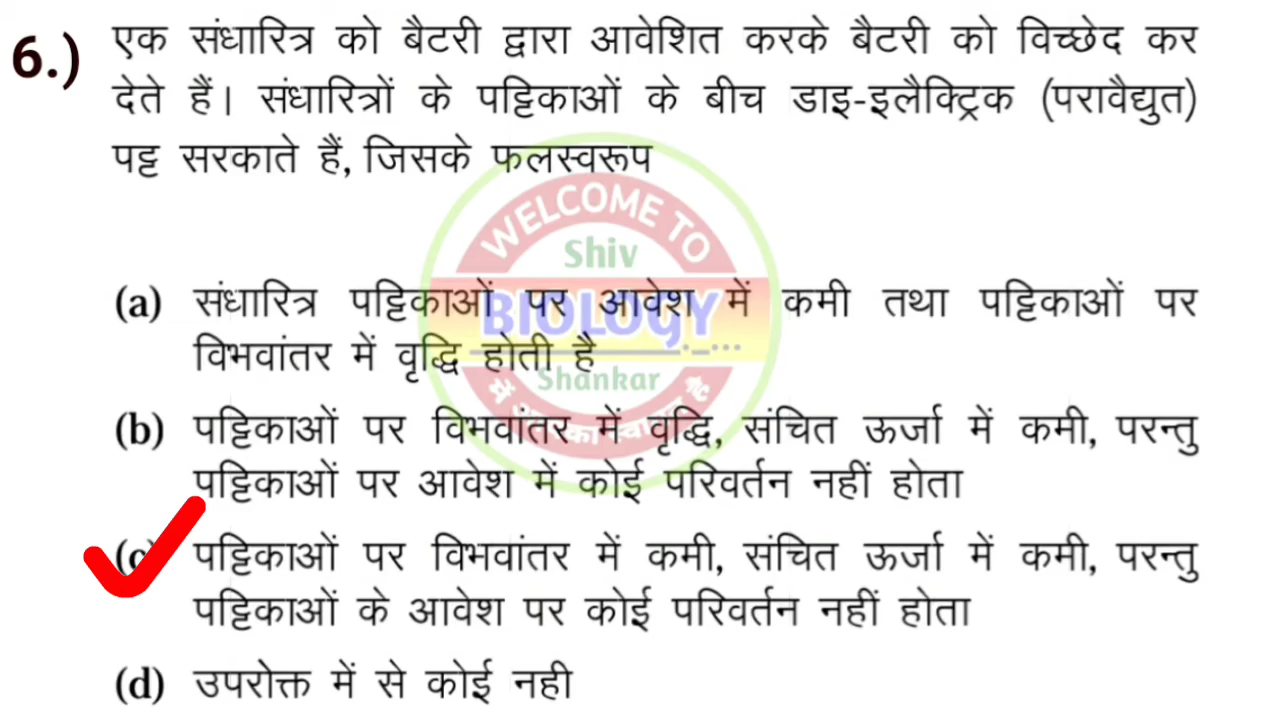 6.) एक संधारित्र को बैटरी द्वारा आवेशित करके बैटरी को विच्छेद कर
देते हैं। संधारित्रों के पट्टिकाओं के बीच डाइ-इलैक्ट्रिक (परावैद्युत)
पट्ट सरकाते हैं, जिसके फलस्वरूप
WELCOME TO
Shiv
BIOLOGY
Shankar
में आपका स्वागत है
(a) संधारित्र पट्टिकाओं पर आवेश में कमी तथा पट्टिकाओं पर
विभवांतर में वृद्धि होती है
(b) पट्टिकाओं पर विभवांतर में वृद्धि, संचित ऊर्जा में कमी, परन्तु
पट्टिकाओं पर आवेश में कोई परिवर्तन नहीं होता
(c) पट्टिकाओं पर विभवांतर में कमी, संचित ऊर्जा में कमी, परन्तु
पट्टिकाओं के आवेश पर कोई परिवर्तन नहीं होता
(d) उपरोक्त में से कोई नही